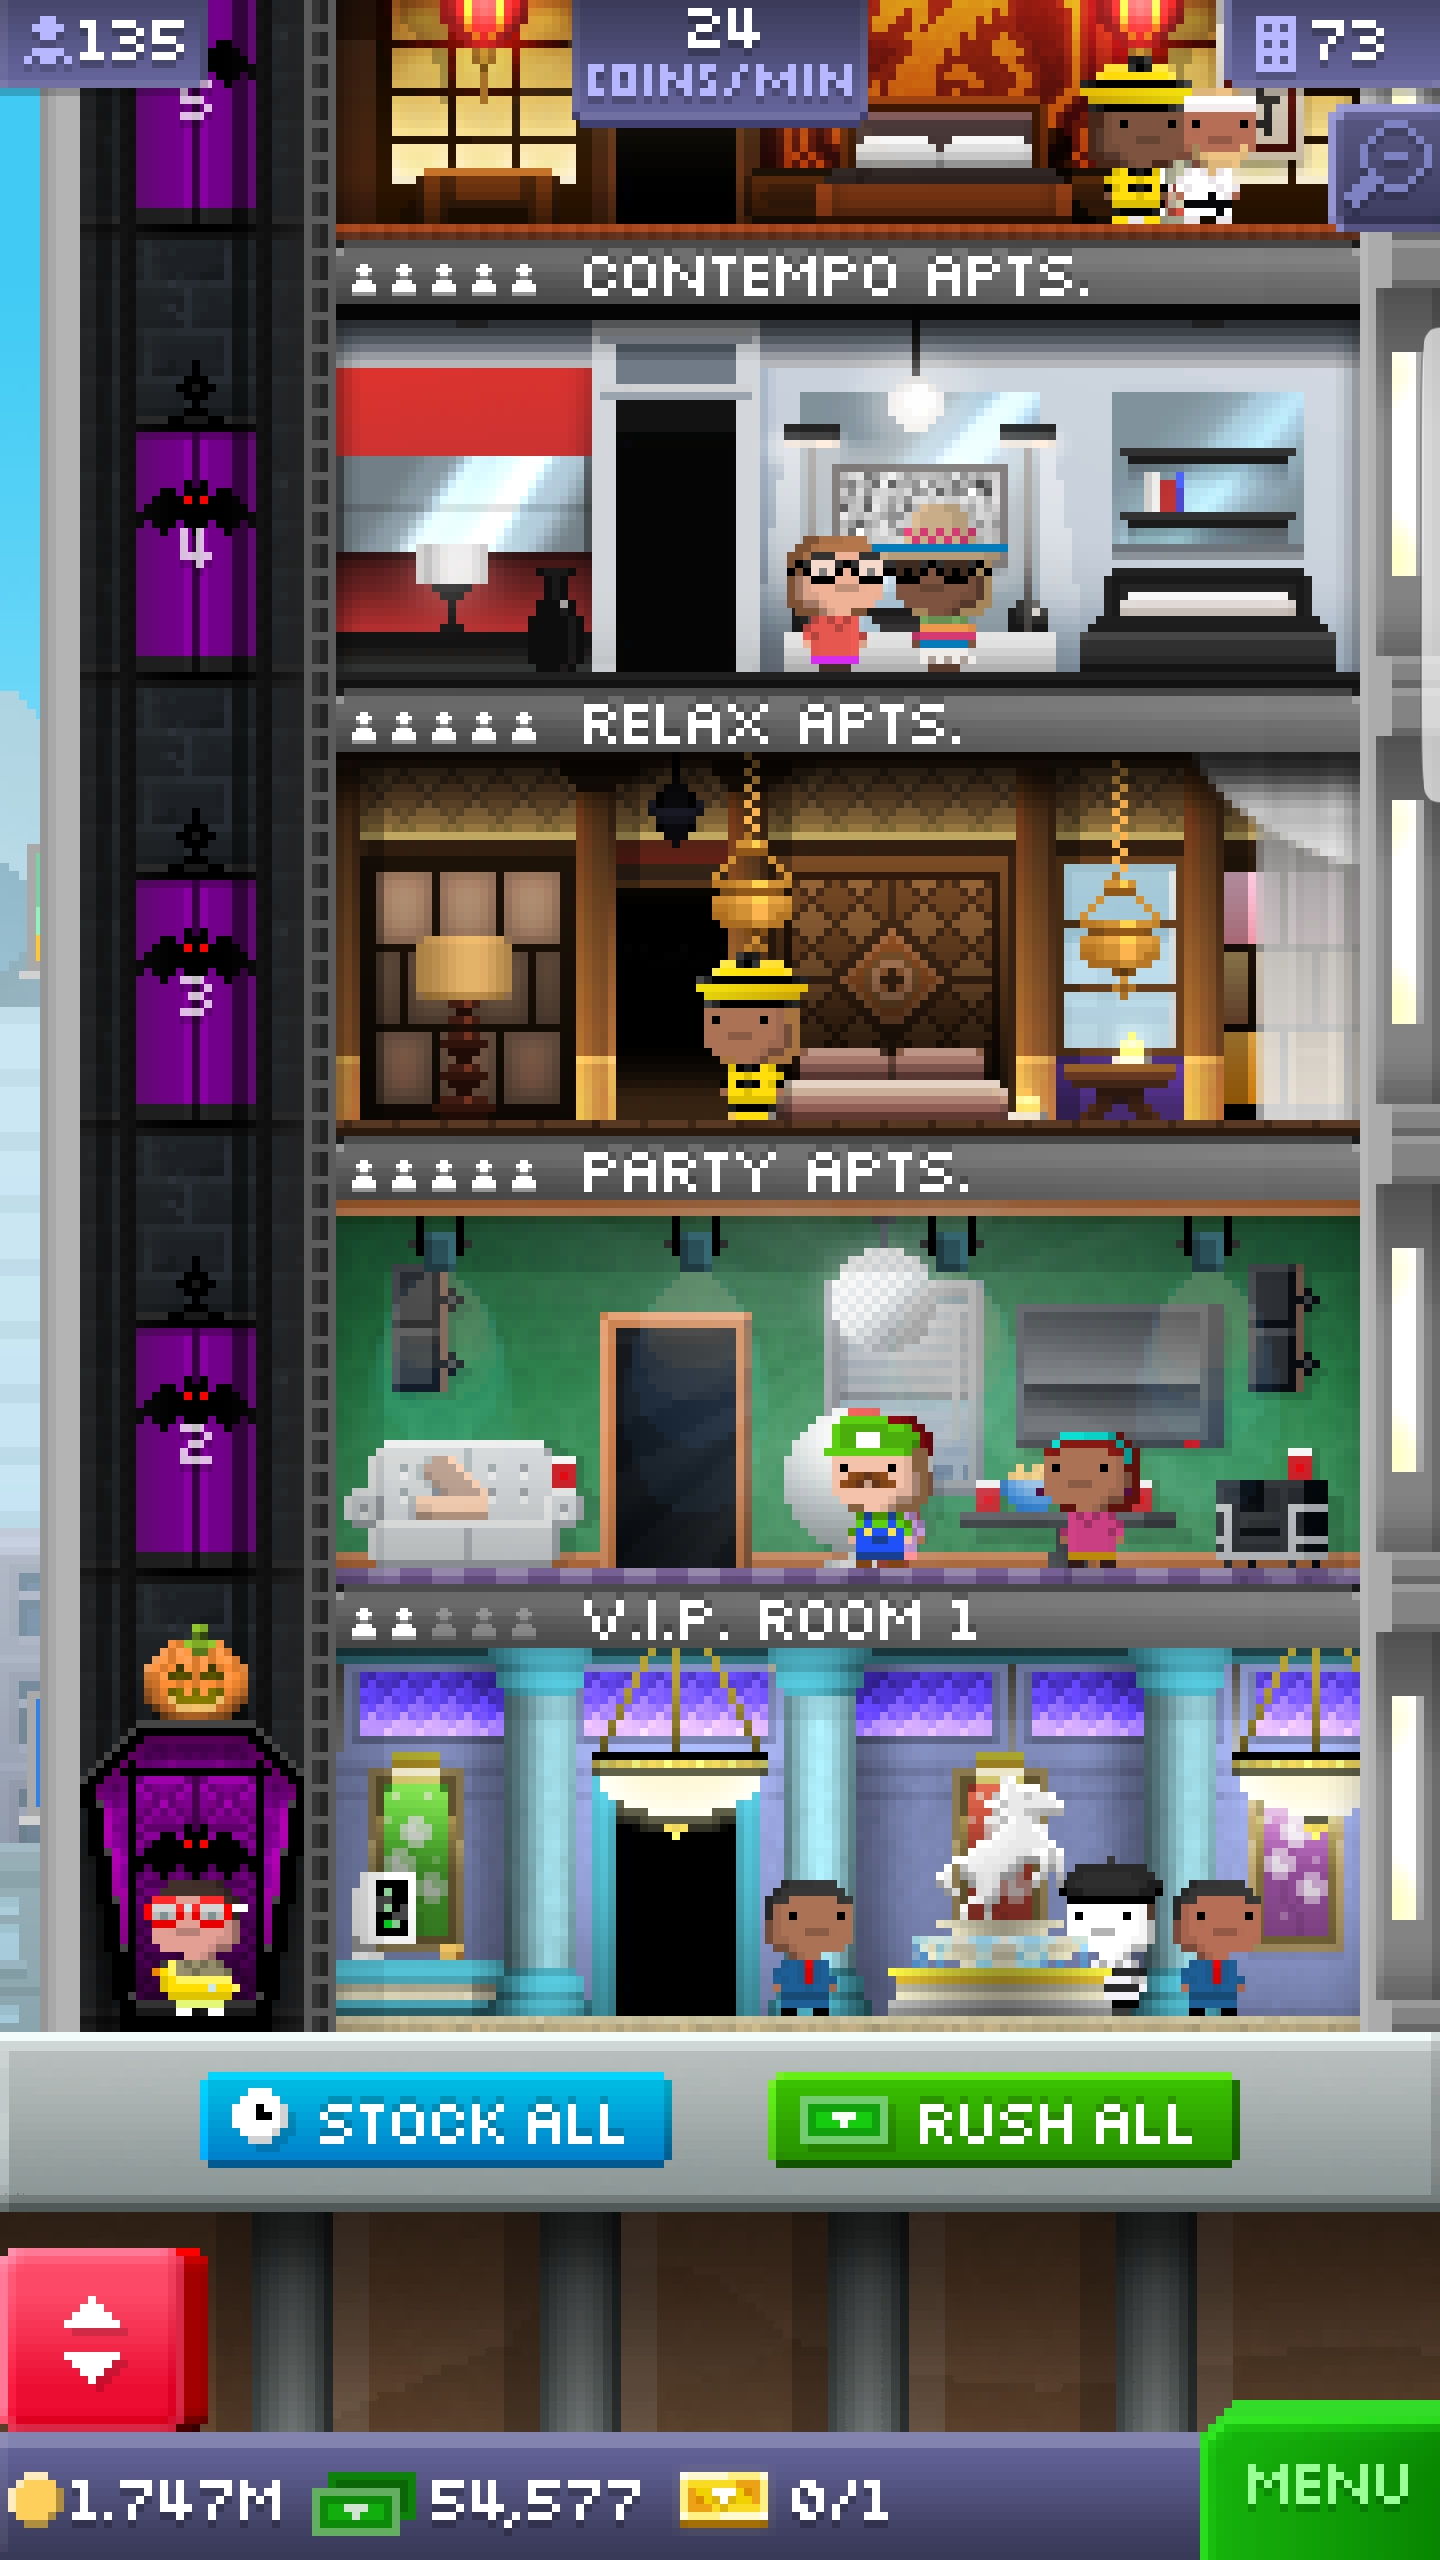 135
24
COINS/MIN
73
5
CONTEMPO APTS.
4
RELAX APTS.
3
PARTY APTS.
2
V.I.P. ROOM 1
STOCK ALL
RUSH ALL
1.747M
54,577
0/1
MENU